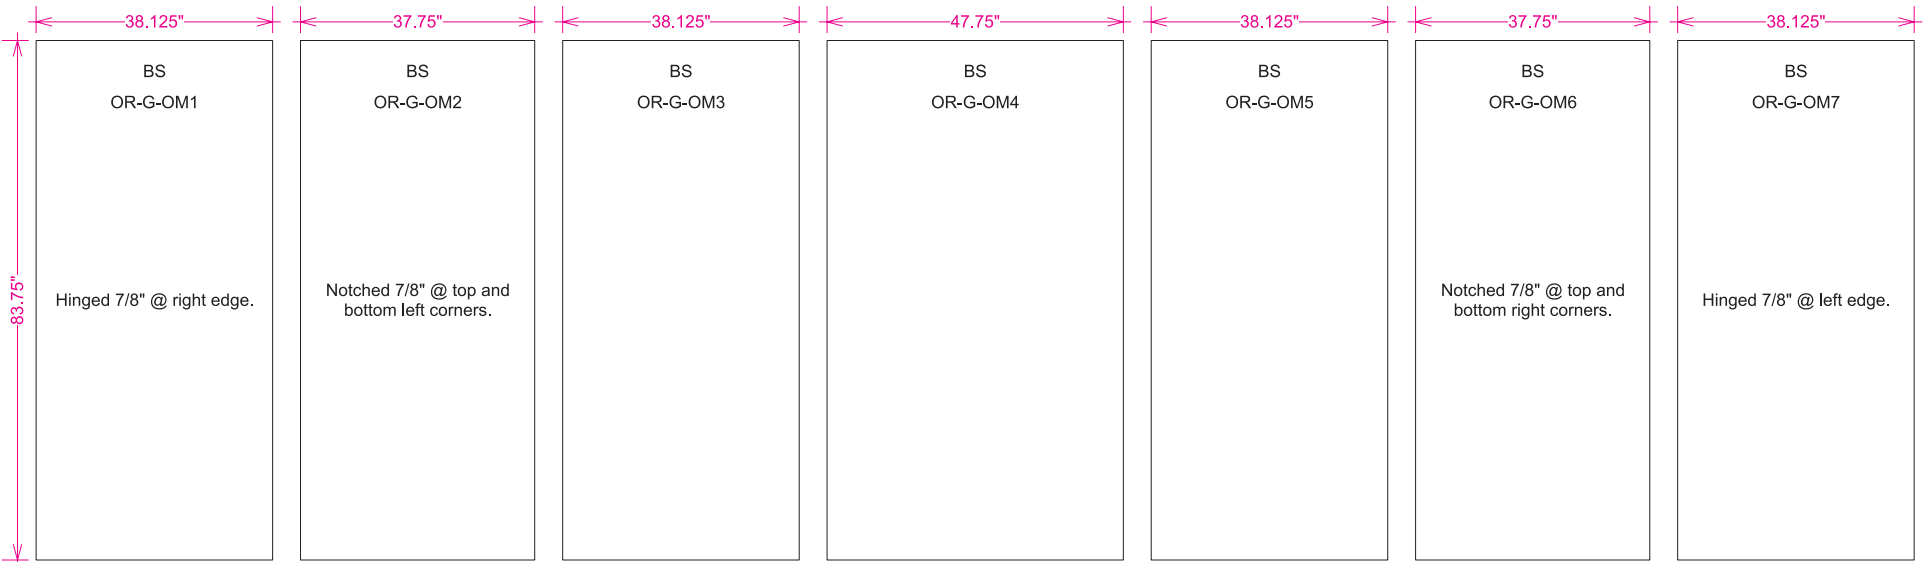 38.125"
37.75"
38.125"
47.75"
38.125"
37.75"
38.125"
83.75"
BS
OR-G-OM1
Hinged 7/8" @ right edge.
BS
OR-G-OM2
Notched 7/8" @ top and
bottom left corners.
BS
OR-G-OM3
BS
OR-G-OM4
BS
OR-G-OM5
BS
OR-G-OM6
Notched 7/8" @ top and
bottom right corners.
BS
OR-G-OM7
Hinged 7/8" @ left edge.